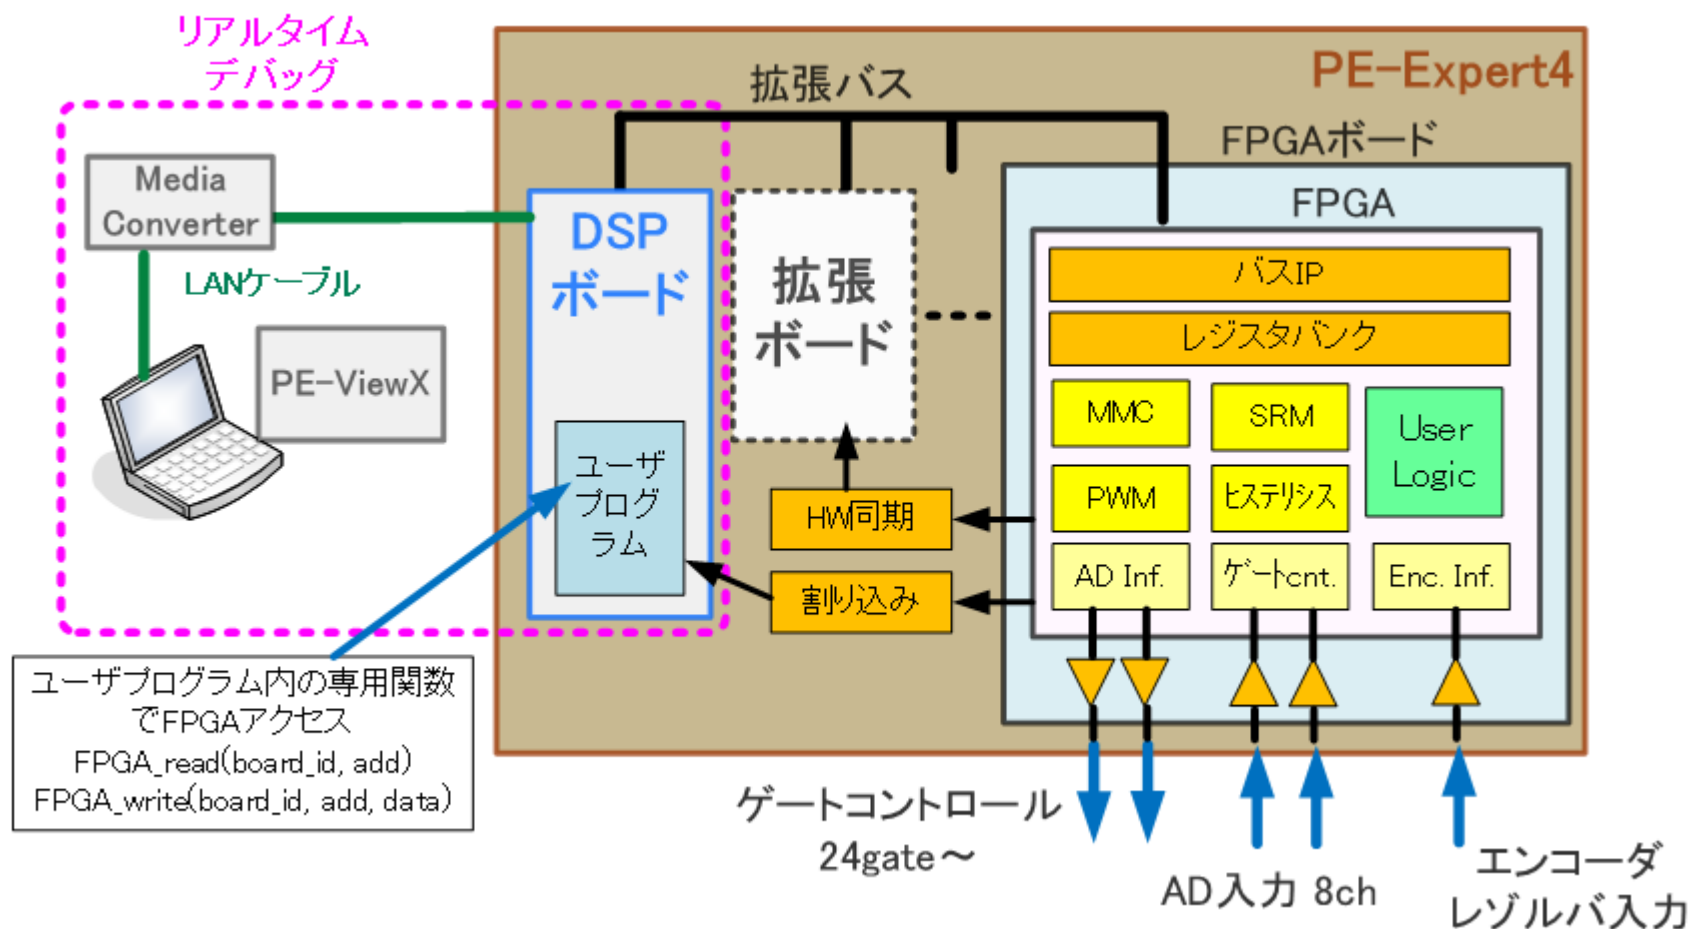 リアルタイム
デバッグ
PE-Expert4
拡張バス
FPGAボード
Media
Converter
DSP
ボード
FPGA
LANケーブル
拡張
ボード
バスIP
レジスタバンク
PE-ViewX
MMC
SRM
User
Logic
ユーザ
プログ
ラム
HW同期
PWM
ヒステリシス
割り込み
AD Inf.
ゲートcnt.
Enc. Inf.
ユーザプログラム内の専用関数
でFPGAアクセス
FPGA_read(board_id, add)
FPGA_write(board_id, add, data)
ゲートコントロール
24gate～
AD入力 8ch
エンコーダ
レゾルバ入力